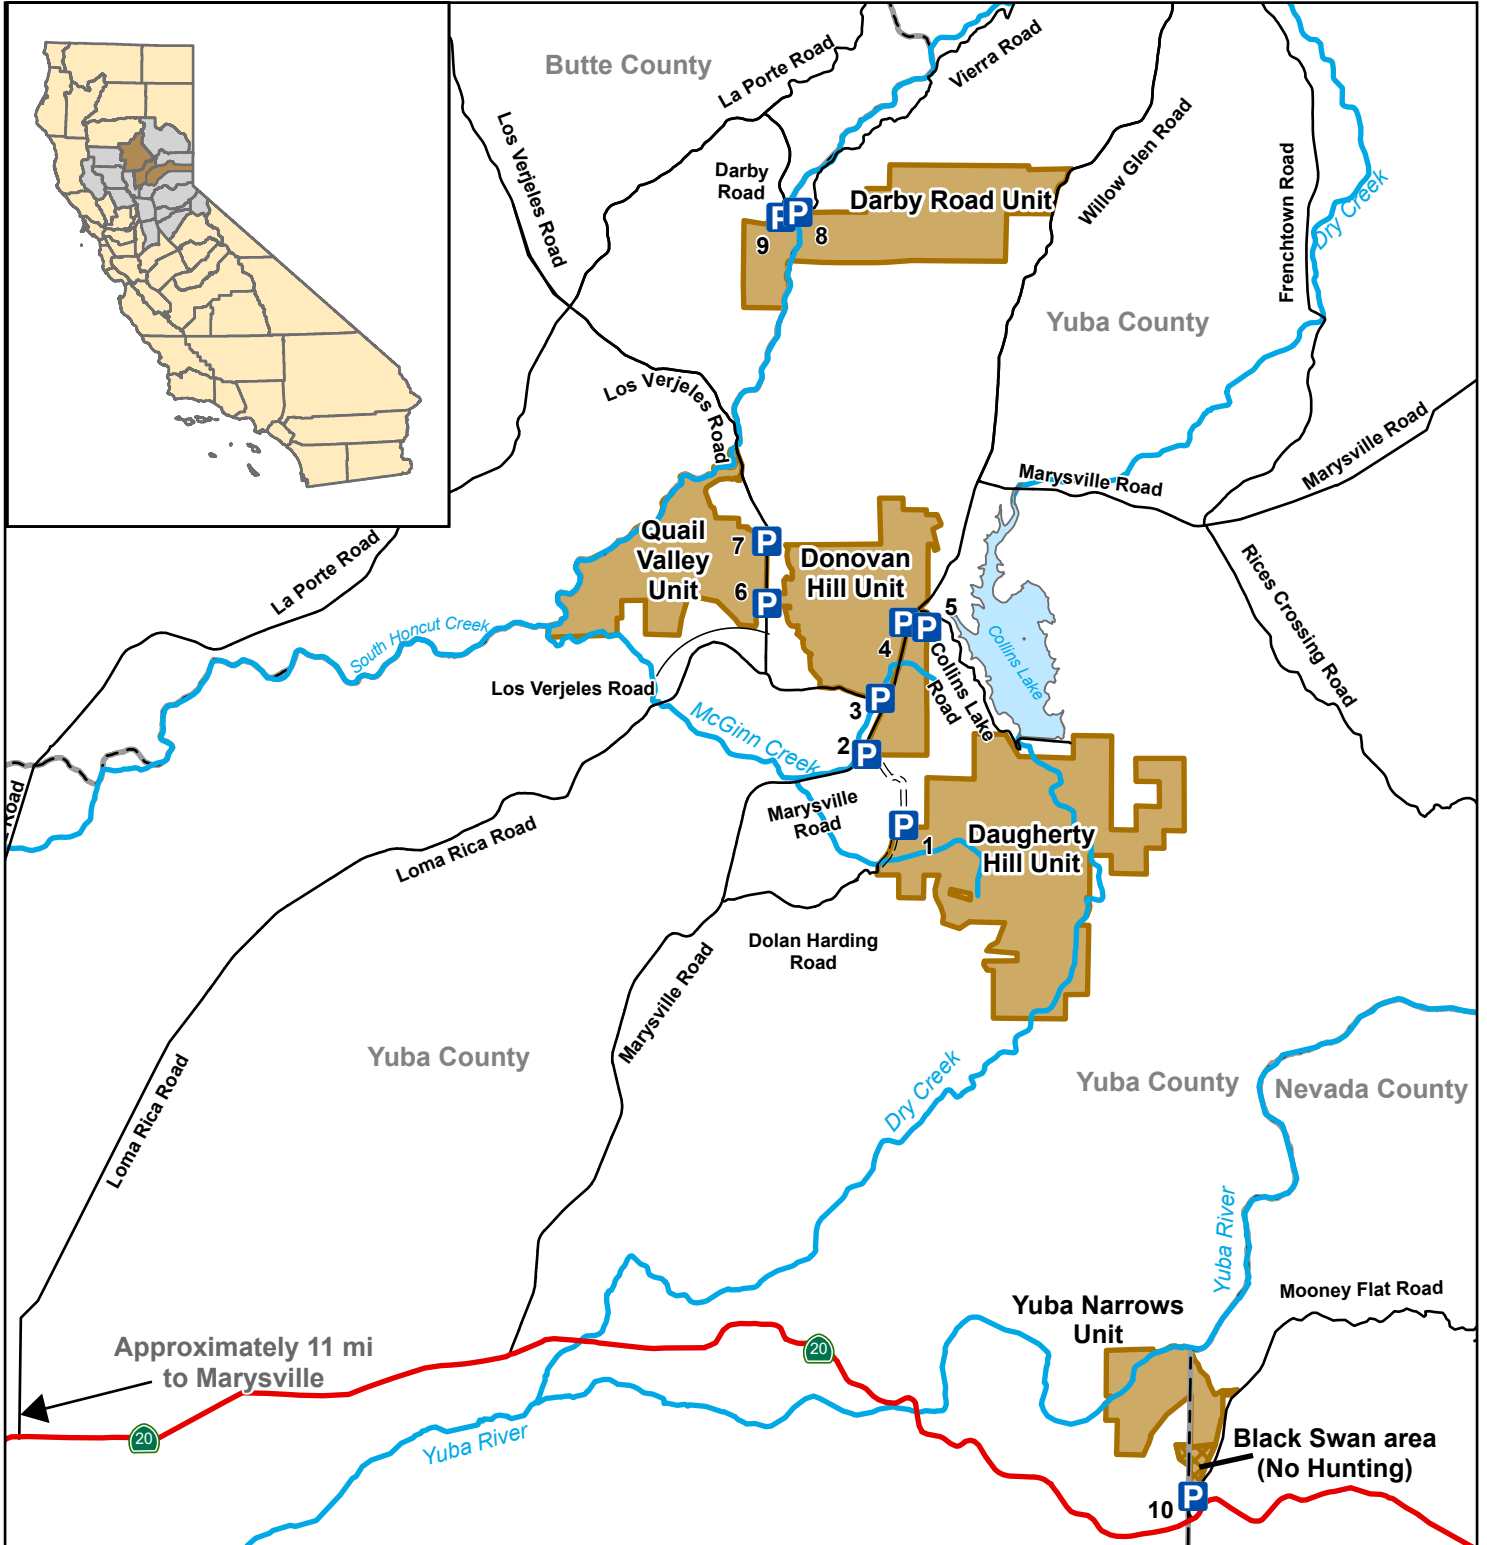 Butte County
La Porte Road
Vierra Road
Los Verjeles Road
Darby
Road
P
P
9
8
Darby Road Unit
Willow Glen Road
Frenchtown Road
Dry Creek
Yuba County
Los Verjeles Road
Marysville Road
Marysville Road
Quail
Valley
Unit
7
P
6
P
Donovan
Hill Unit
P
P
5
4
Collins Lake
Collins Lake
Road
Rices Crossing Road
La Porte Road
South Honcut Creek
Los Verjeles Road
McGinn Creek
3
P
2
P
Marysville
Road
P
1
Daugherty
Hill Unit
Road
Loma Rica Road
Dolan Harding
Road
Marysville Road
Yuba County
Loma Rica Road
Dry Creek
Yuba County
Nevada County
Yuba River
Mooney Flat Road
Yuba Narrows
Unit
Approximately 11 mi
to Marysville
20
20
Yuba River
Black Swan area
(No Hunting)
10
P